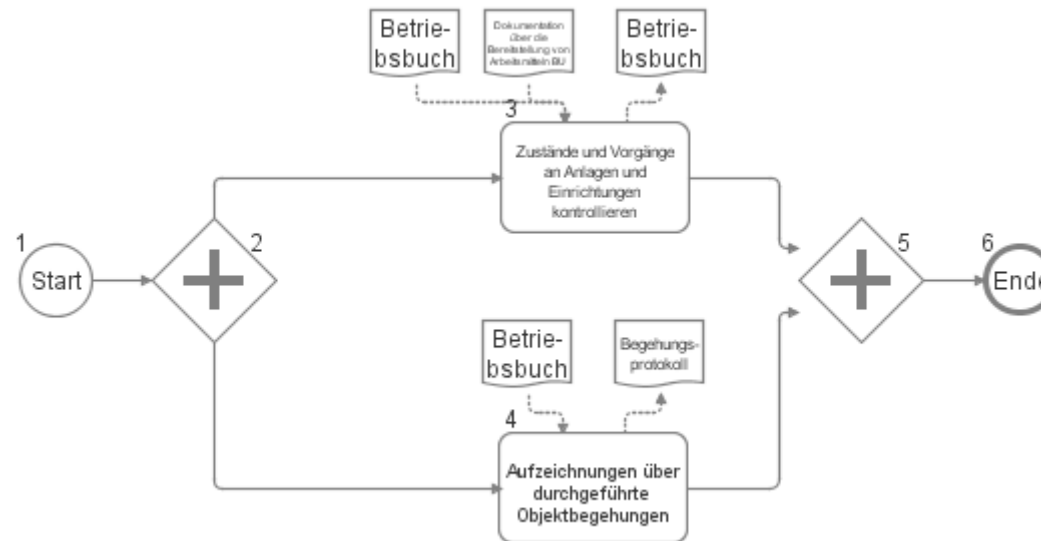 Betrie-
bsbuch
Dokumentation
über die
Bereitstellung von
Arbeitsmitteln BU
Betrie-
bsbuch
3
Zustände und Vorgänge
an Anlagen und
Einrichtungen
kontrollieren
1
Start
2
5
6
Ende
Betrie-
bsbuch
Begehungs-
protokoll
4
Aufzeichnungen über
durchgeführte
Objektbegehungen